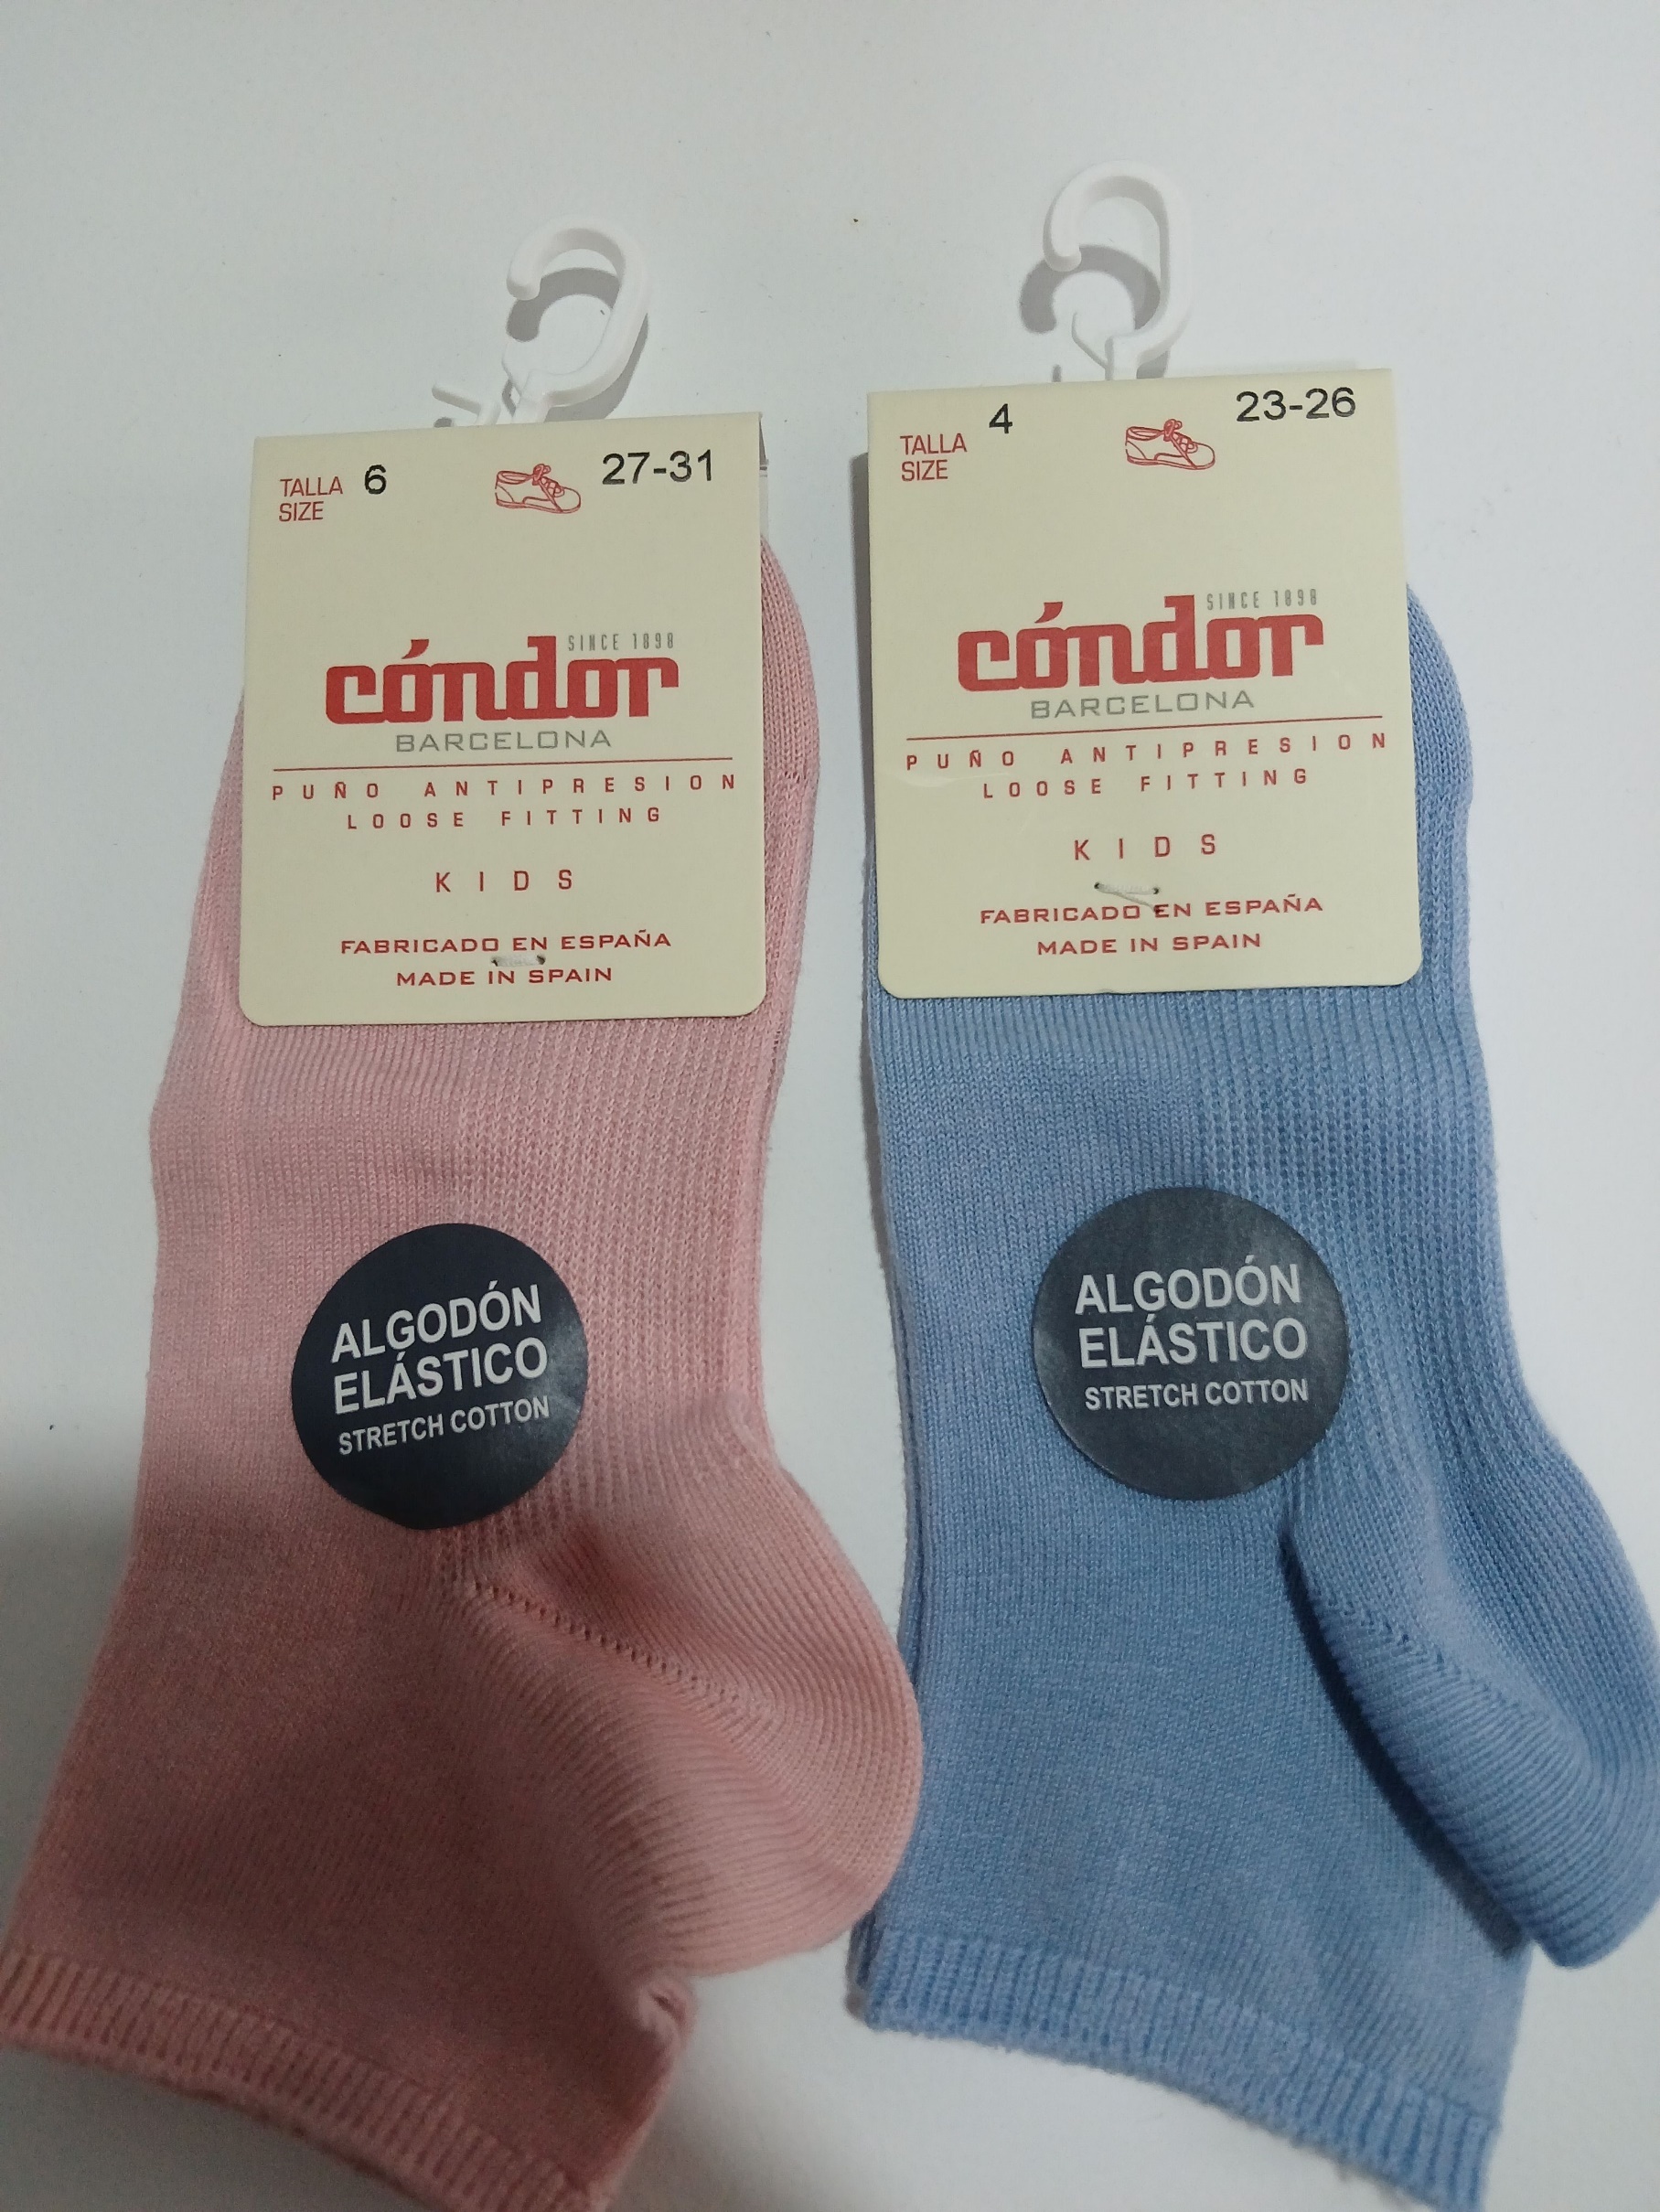 TALLA 6 27-31
SIZE
SINCE 1898
cóndor
BARCELONA
PUÑO ANTIPRESION
LOOSE FITTING
KIDS
FABRICADO EN ESPAÑA
MADE IN SPAIN
ALGODÓN
ELÁSTICO
STRETCH COTTON
TALLA 4 23-26
SIZE
SINCE 1898
cóndor
BARCELONA
PUÑO ANTIPRESION
LOOSE FITTING
KIDS
FABRICADO EN ESPAÑA
MADE IN SPAIN
ALGODÓN
ELÁSTICO
STRETCH COTTON